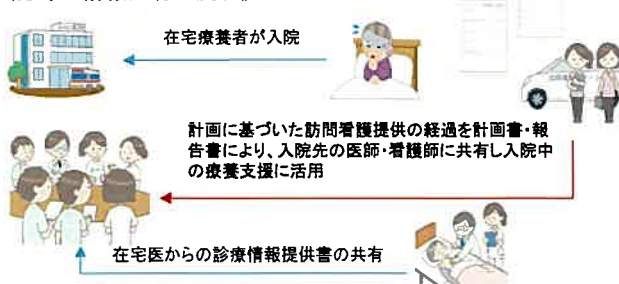 在宅療養者が入院
計画に基づいた訪問看護提供の経過を計画書・報
告書により、入院先の医師・看護師に共有し入院中
の療養支援に活用
在宅医からの診療情報提供書の共有